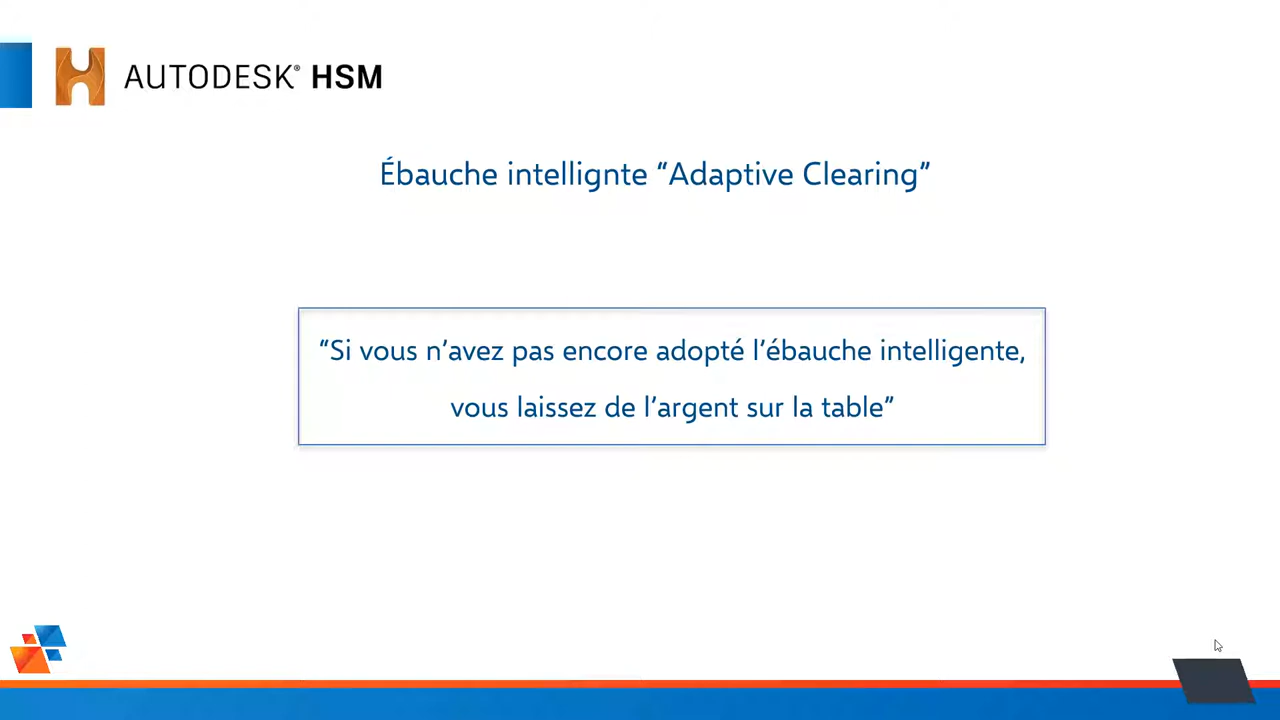 AUTODESK® HSM
Ébauche intellignte “Adaptive Clearing”
“Si vous n’avez pas encore adopté l’ébauche intelligente,
vous laissez de l’argent sur la table”